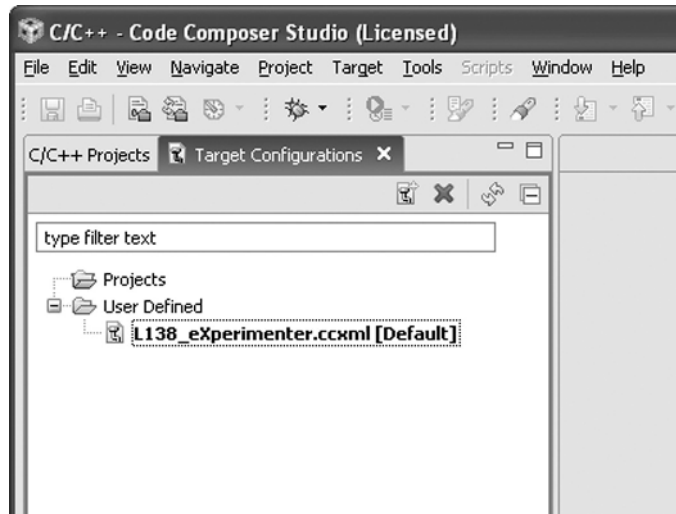 C/C++ - Code Composer Studio (Licensed)
File Edit View Navigate Project Target Tools Scripts Window Help
C/C++ Projects Target Configurations
type filter text
Projects
User Defined
L138_eXperimenter.ccxml [Default]